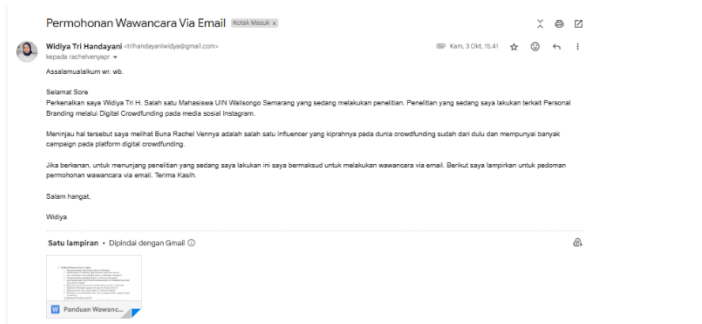 Permohonan Wawancara Via Email Kotak Masuk x
Widiya Tri Handayani <trihandayaniwidya@gmail.com> Kam, 3 Okt, 15.41
kepada rachelvenyapr
Assalamualaikum wr. wb.
Selamat Sore
Perkenalkan saya Widiya Tri H. Salah satu Mahasiswa UIN Walisongo Semarang yang sedang melakukan penelitian. Penelitian yang sedang saya lakukan terkait Personal
Branding melalui Digital Crowdfunding pada media sosial Instagram.
Meninjau hal tersebut saya melihat Buna Rachel Vennya adalah salah satu Influencer yang kiprahnya pada dunia crowdfunding sudah dari dulu dan mempunyai banyak
campaign pada platform digital crowdfunding.
Jika berkenan, untuk menunjang penelitian yang sedang saya lakukan ini saya bermaksud untuk melakukan wawancara via email. Berikut saya lampirkan untuk pedoman
permohonan wawancara via email. Terima Kasih.
Salam hangat,
Widiya
Satu lampiran • Dipindai dengan Gmail
W Panduan Wawanc...